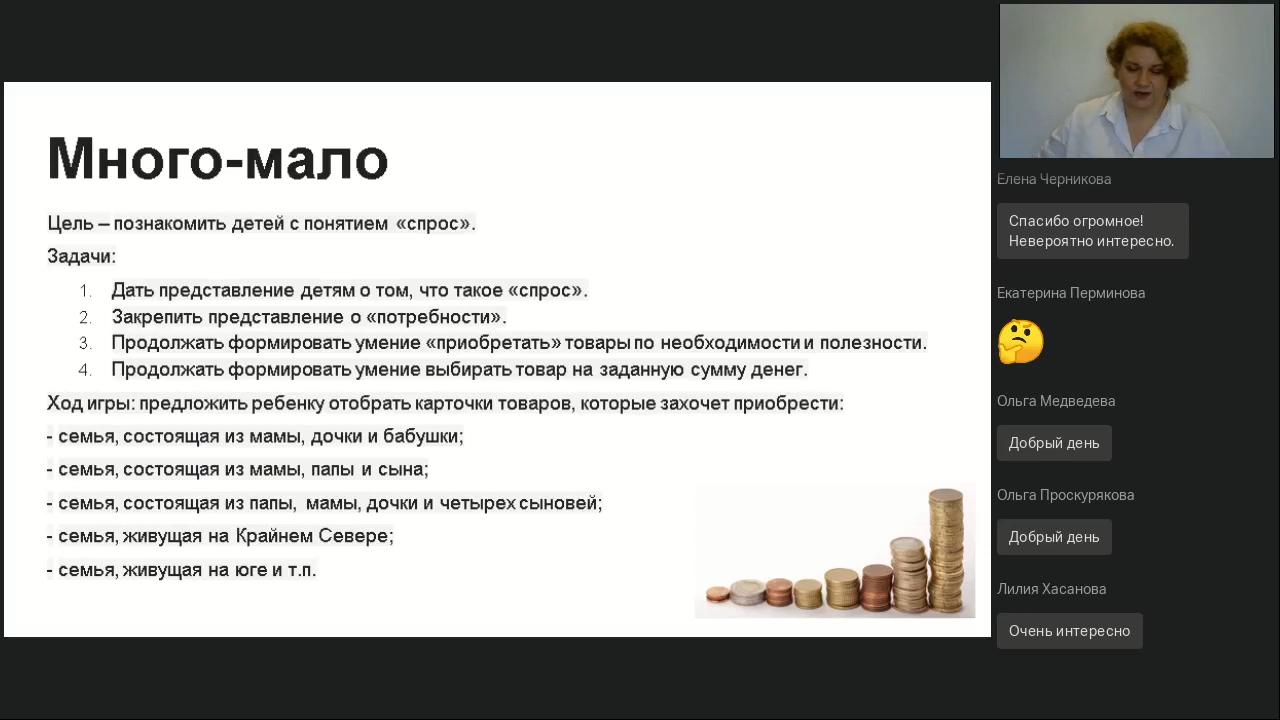 Много-мало
Цель – познакомить детей с понятием «спрос».
Задачи:
1. Дать представление детям о том, что такое «спрос».
2. Закрепить представление о «потребности».
3. Продолжать формировать умение «приобретать» товары по необходимости и полезности.
4. Продолжать формировать умение выбирать товар на заданную сумму денег.
Ход игры: предложить ребенку отобрать карточки товаров, которые захочет приобрести:
- семья, состоящая из мамы, дочки и бабушки;
- семья, состоящая из мамы, папы и сына;
- семья, состоящая из папы, мамы, дочки и четырех сыновей;
- семья, живущая на Крайнем Севере;
- семья, живущая на юге и т.п.
Елена Черникова
Спасибо огромное!
Невероятно интересно.
Екатерина Перминова
Ольга Медведева
Добрый день
Ольга Проскурякова
Добрый день
Лилия Хасанова
Очень интересно